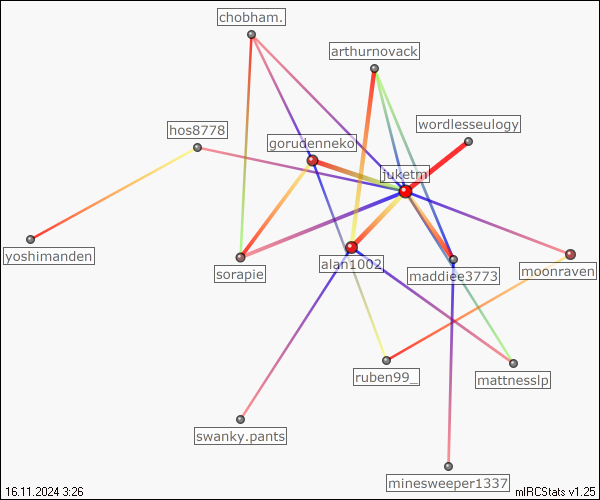 chobham.
arthurnovack
wordlesseulogy
hos8778
gorudenneko
juketm
yoshimanden
sorapie
alan1002
maddiee3773
moonraven
ruben99_
mattnesslp
swanky.pants
minesweeper1337
16.11.2024 3:26
mIRCStats v1.25